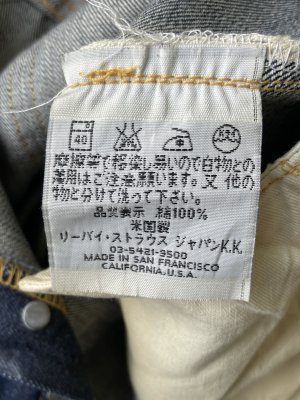 40
摩擦等で移染し易いので白物との
着用はご注意願います。又 他の
物と分けて洗って下さい。
品質表示 綿100%
米国製
リーバイ・ストラウス ジャパンK.K.
03-5421-9500
MADE IN SAN FRANCISCO
CALIFORNIA, U.S.A.